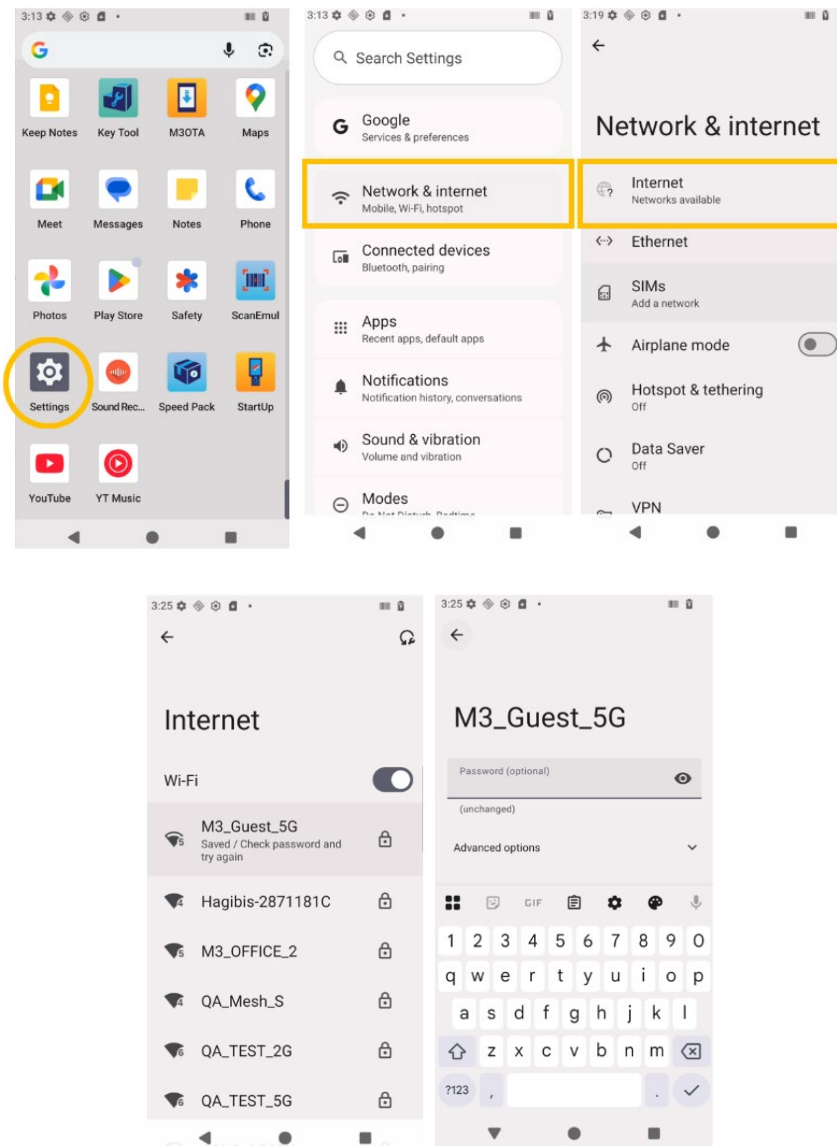 3:13
Keep Notes Key Tool M3OTA Maps
Meet Messages Notes Phone
Photos Play Store Safety ScanEmul
Settings Sound Rec... Speed Pack StartUp
YouTube YT Music
3:13
Search Settings
Google
Services & preferences
Network & internet
Mobile, Wi-Fi, hotspot
Connected devices
Bluetooth, pairing
Apps
Recent apps, default apps
Notifications
Notification history, conversations
Sound & vibration
Volume and vibration
Modes
Do Not Disturb, Bedtime
3:19
Network & internet
Internet
Networks available
Ethernet
SIMs
Add a network
Airplane mode
Hotspot & tethering
Off
Data Saver
Off
VPN
3:25
Internet
Wi-Fi
M3_Guest_5G
Saved / Check password and
try again
Hagibis-2871181C
M3_OFFICE_2
QA_Mesh_S
QA_TEST_2G
QA_TEST_5G
3:25
M3_Guest_5G
Password (optional)
(unchanged)
Advanced options
GIF
1 2 3 4 5 6 7 8 9 0
q w e r t y u i o p
a s d f g h j k l
z x c v b n m
?123 , .